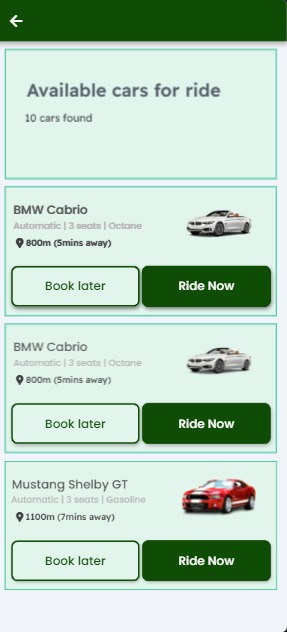 Available cars for ride
10 cars found
BMW Cabrio
Automatic | 3 seats | Octane
800m (5mins away)
Book later
Ride Now
BMW Cabrio
Automatic | 3 seats | Octane
800m (5mins away)
Book later
Ride Now
Mustang Shelby GT
Automatic | 3 seats | Gasoline
1100m (7mins away)
Book later
Ride Now